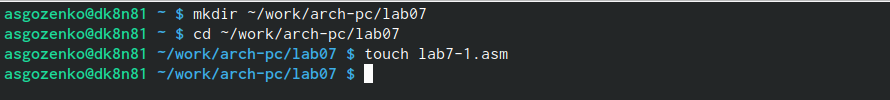 asgozenko@dk8n81 ~ $ mkdir ~/work/arch-pc/lab07
asgozenko@dk8n81 ~ $ cd ~/work/arch-pc/lab07
asgozenko@dk8n81 ~/work/arch-pc/lab07 $ touch lab7-1.asm
asgozenko@dk8n81 ~/work/arch-pc/lab07 $